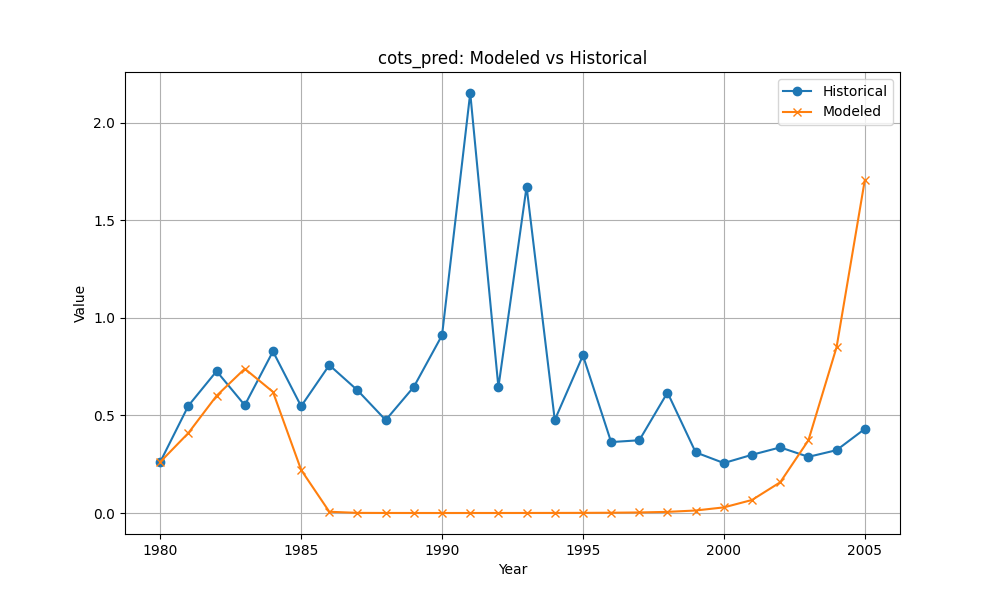 cots_pred: Modeled vs Historical
Historical
Modeled
Value
2.0
1.5
1.0
0.5
0.0
1980 1985 1990 1995 2000 2005
Year